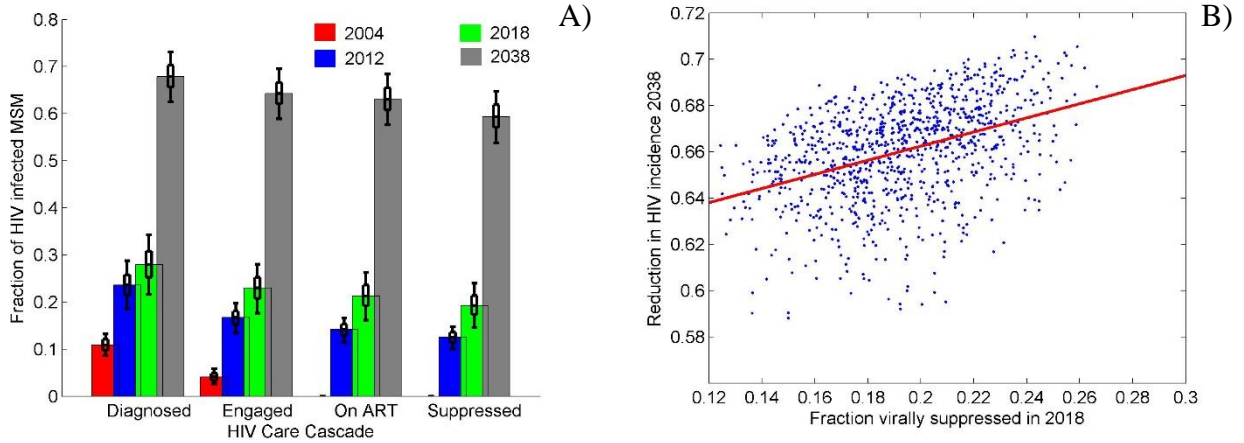 A)
2004
2018
2012
2038
Fraction of HIV infected MSM
0.8
0.7
0.6
0.5
0.4
0.3
0.2
0.1
0
Diagnosed Engaged On ART Suppressed
HIV Care Cascade
B)
Reduction in HIV incidence 2038
0.72
0.7
0.68
0.66
0.64
0.62
0.6
0.58
0.12 0.14 0.16 0.18 0.2 0.22 0.24 0.26 0.28 0.3
Fraction virally suppressed in 2018